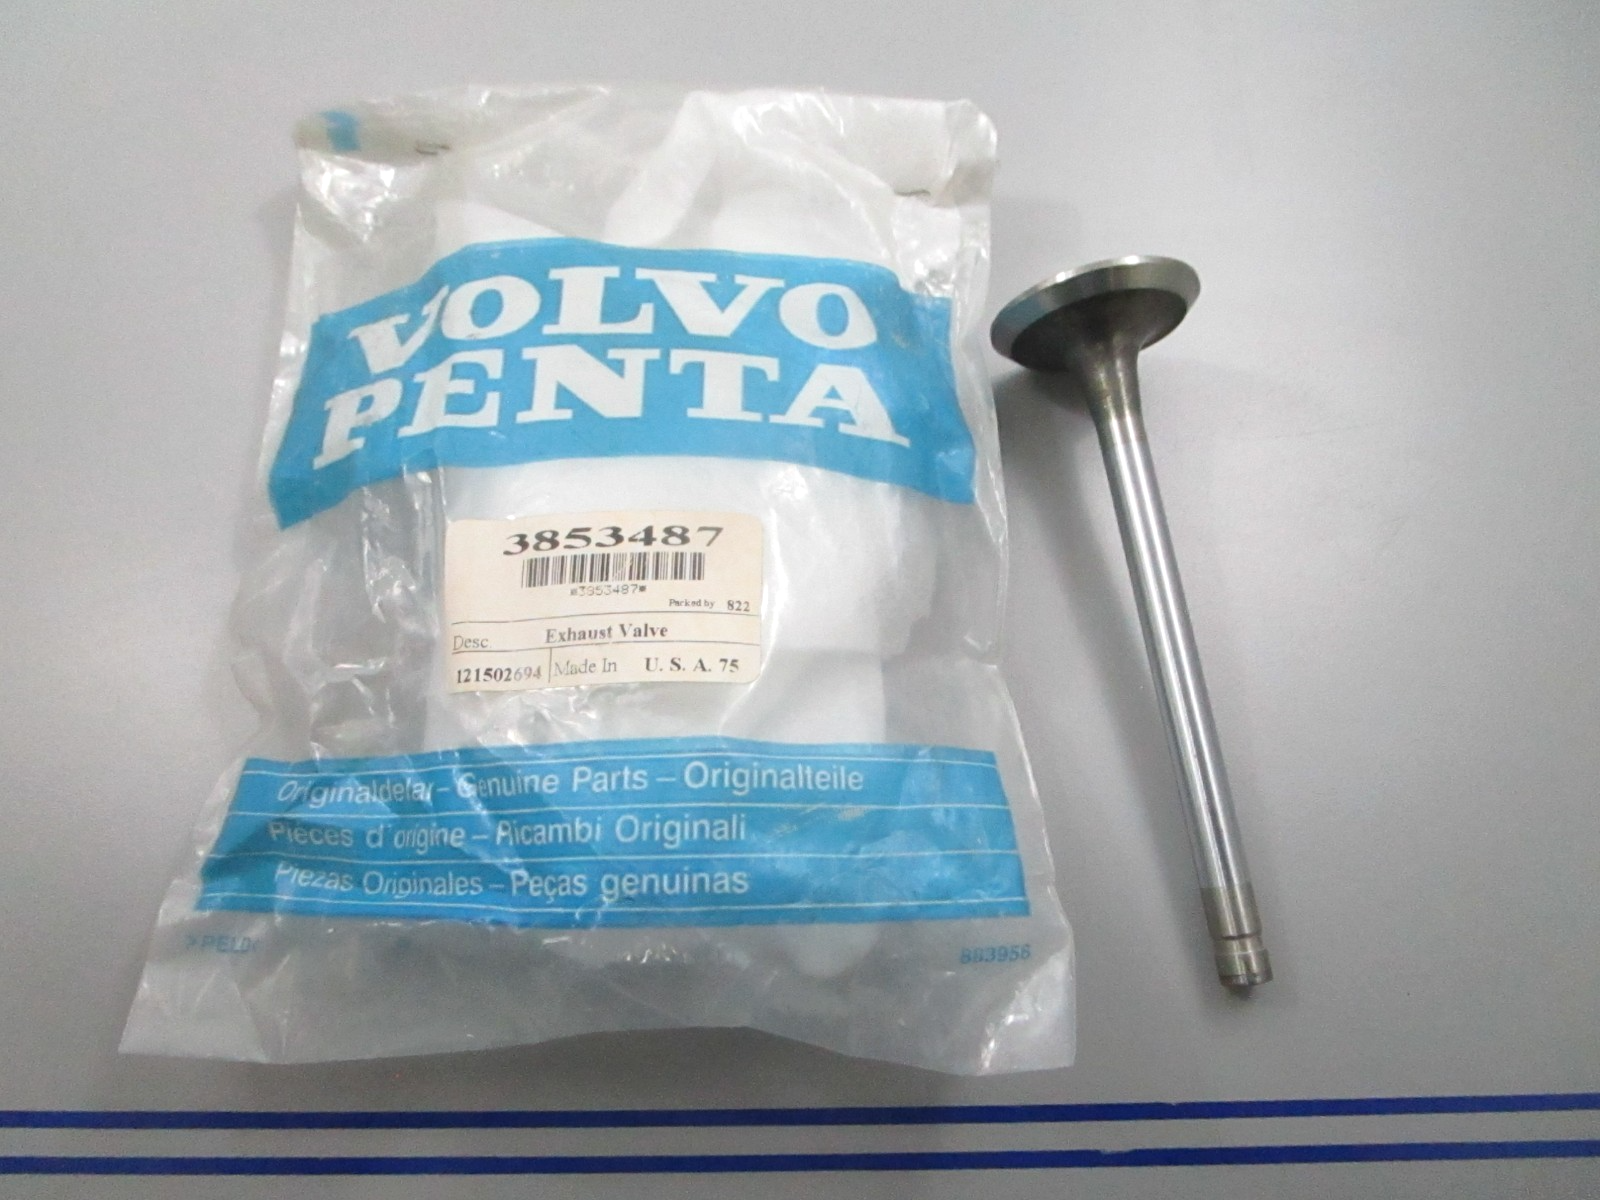 VOLVO
PENTA
3853487
*3853487*
Packed by 822
Desc. Exhaust Valve
121502694 Made In U. S. A. 75
Originaldelar – Genuine Parts – Originalteile
Pièces d'origine – Ricambi Originali
Piezas Originales – Peças genuinas
883956